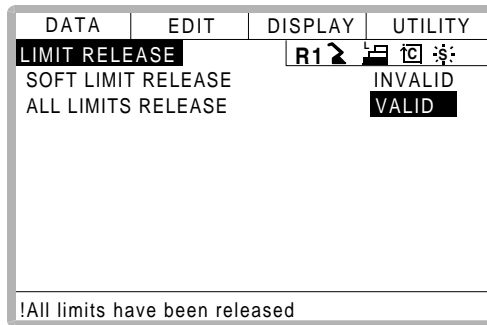 DATA EDIT DISPLAY UTILITY
LIMIT RELEASE R1 C S
SOFT LIMIT RELEASE INVALID
ALL LIMITS RELEASE VALID
!All limits have been released